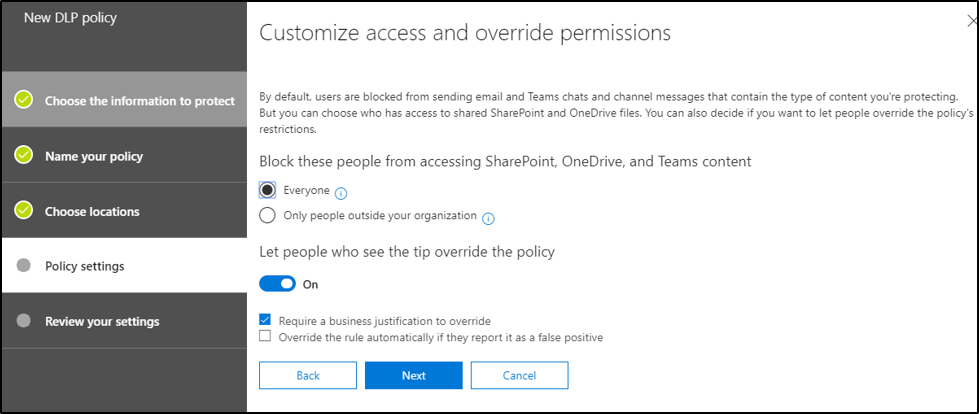 New DLP policy
Choose the information to protect
Name your policy
Choose locations
Policy settings
Review your settings
Customize access and override permissions
By default, users are blocked from sending email and Teams chats and channel messages that contain the type of content you're protecting.
But you can choose who has access to shared SharePoint and OneDrive files. You can also decide if you want to let people override the policy's
restrictions.
Block these people from accessing SharePoint, OneDrive, and Teams content
Everyone
Only people outside your organization
Let people who see the tip override the policy
On
Require a business justification to override
Override the rule automatically if they report it as a false positive
Back
Next
Cancel